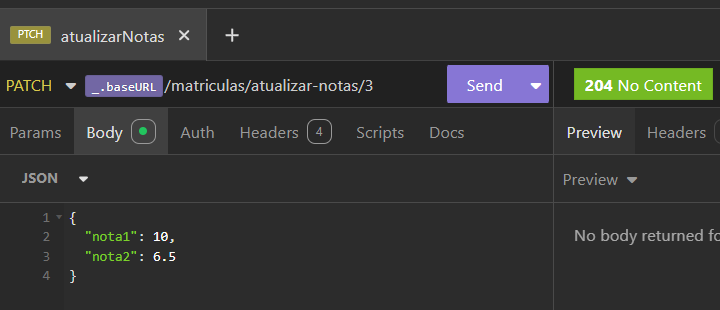 PTCH atualizarNotas
PATCH _.baseURL /matriculas/atualizar-notas/3 Send 204 No Content
Params Body Auth Headers 4 Scripts Docs Preview Headers
JSON Preview
1 {
2 "nota1": 10,
3 "nota2": 6.5
4 }
No body returned fo